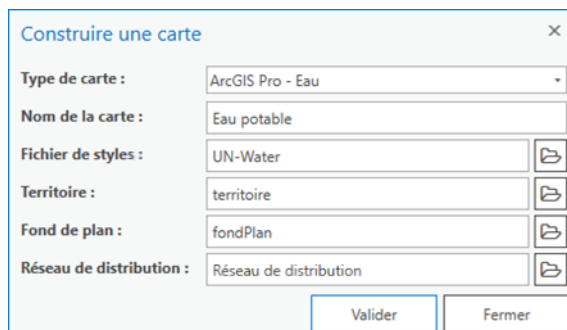 Construire une carte
Type de carte : ArcGIS Pro - Eau
Nom de la carte : Eau potable
Fichier de styles : UN-Water
Territoire : territoire
Fond de plan : fondPlan
Réseau de distribution : Réseau de distribution
Valider Fermer